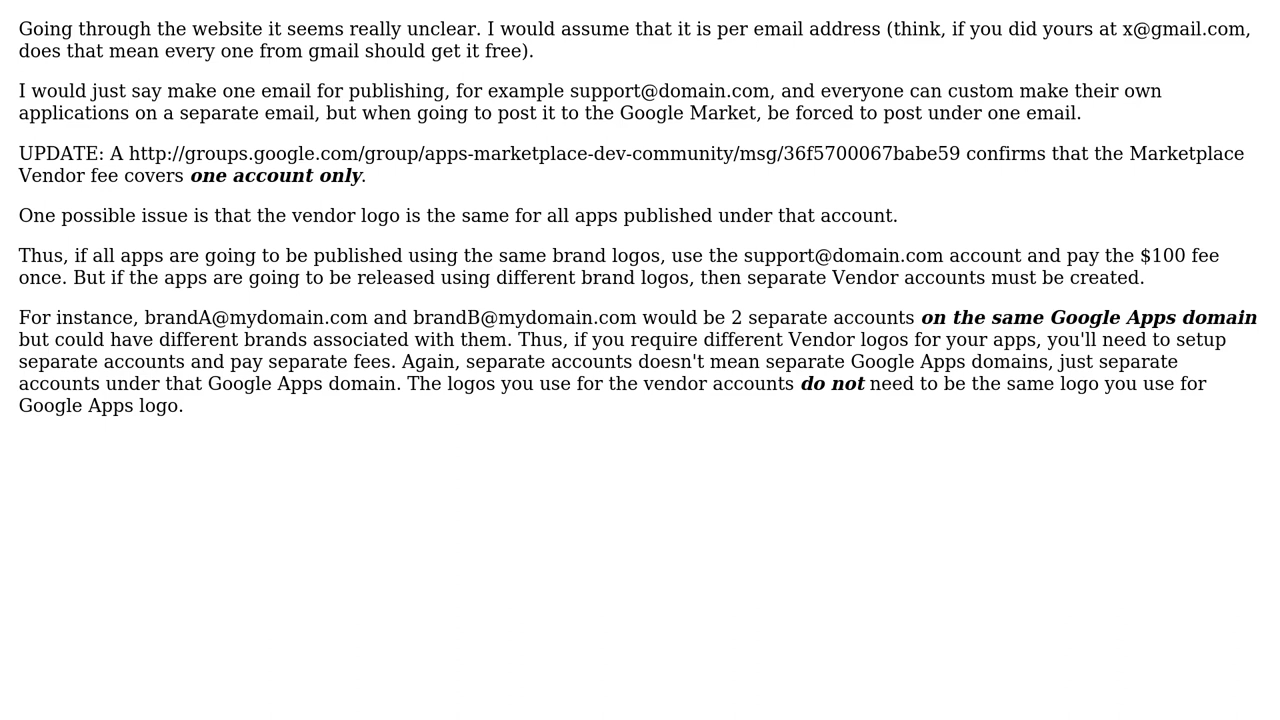 Going through the website it seems really unclear. I would assume that it is per email address (think, if you did yours at x@gmail.com,
does that mean every one from gmail should get it free).
I would just say make one email for publishing, for example support@domain.com, and everyone can custom make their own
applications on a separate email, but when going to post it to the Google Market, be forced to post under one email.
UPDATE: A http://groups.google.com/group/apps-marketplace-dev-community/msg/36f5700067babe59 confirms that the Marketplace
Vendor fee covers one account only.
One possible issue is that the vendor logo is the same for all apps published under that account.
Thus, if all apps are going to be published using the same brand logos, use the support@domain.com account and pay the $100 fee
once. But if the apps are going to be released using different brand logos, then separate Vendor accounts must be created.
For instance, brandA@mydomain.com and brandB@mydomain.com would be 2 separate accounts on the same Google Apps domain
but could have different brands associated with them. Thus, if you require different Vendor logos for your apps, you'll need to setup
separate accounts and pay separate fees. Again, separate accounts doesn't mean separate Google Apps domains, just separate
accounts under that Google Apps domain. The logos you use for the vendor accounts do not need to be the same logo you use for
Google Apps logo.